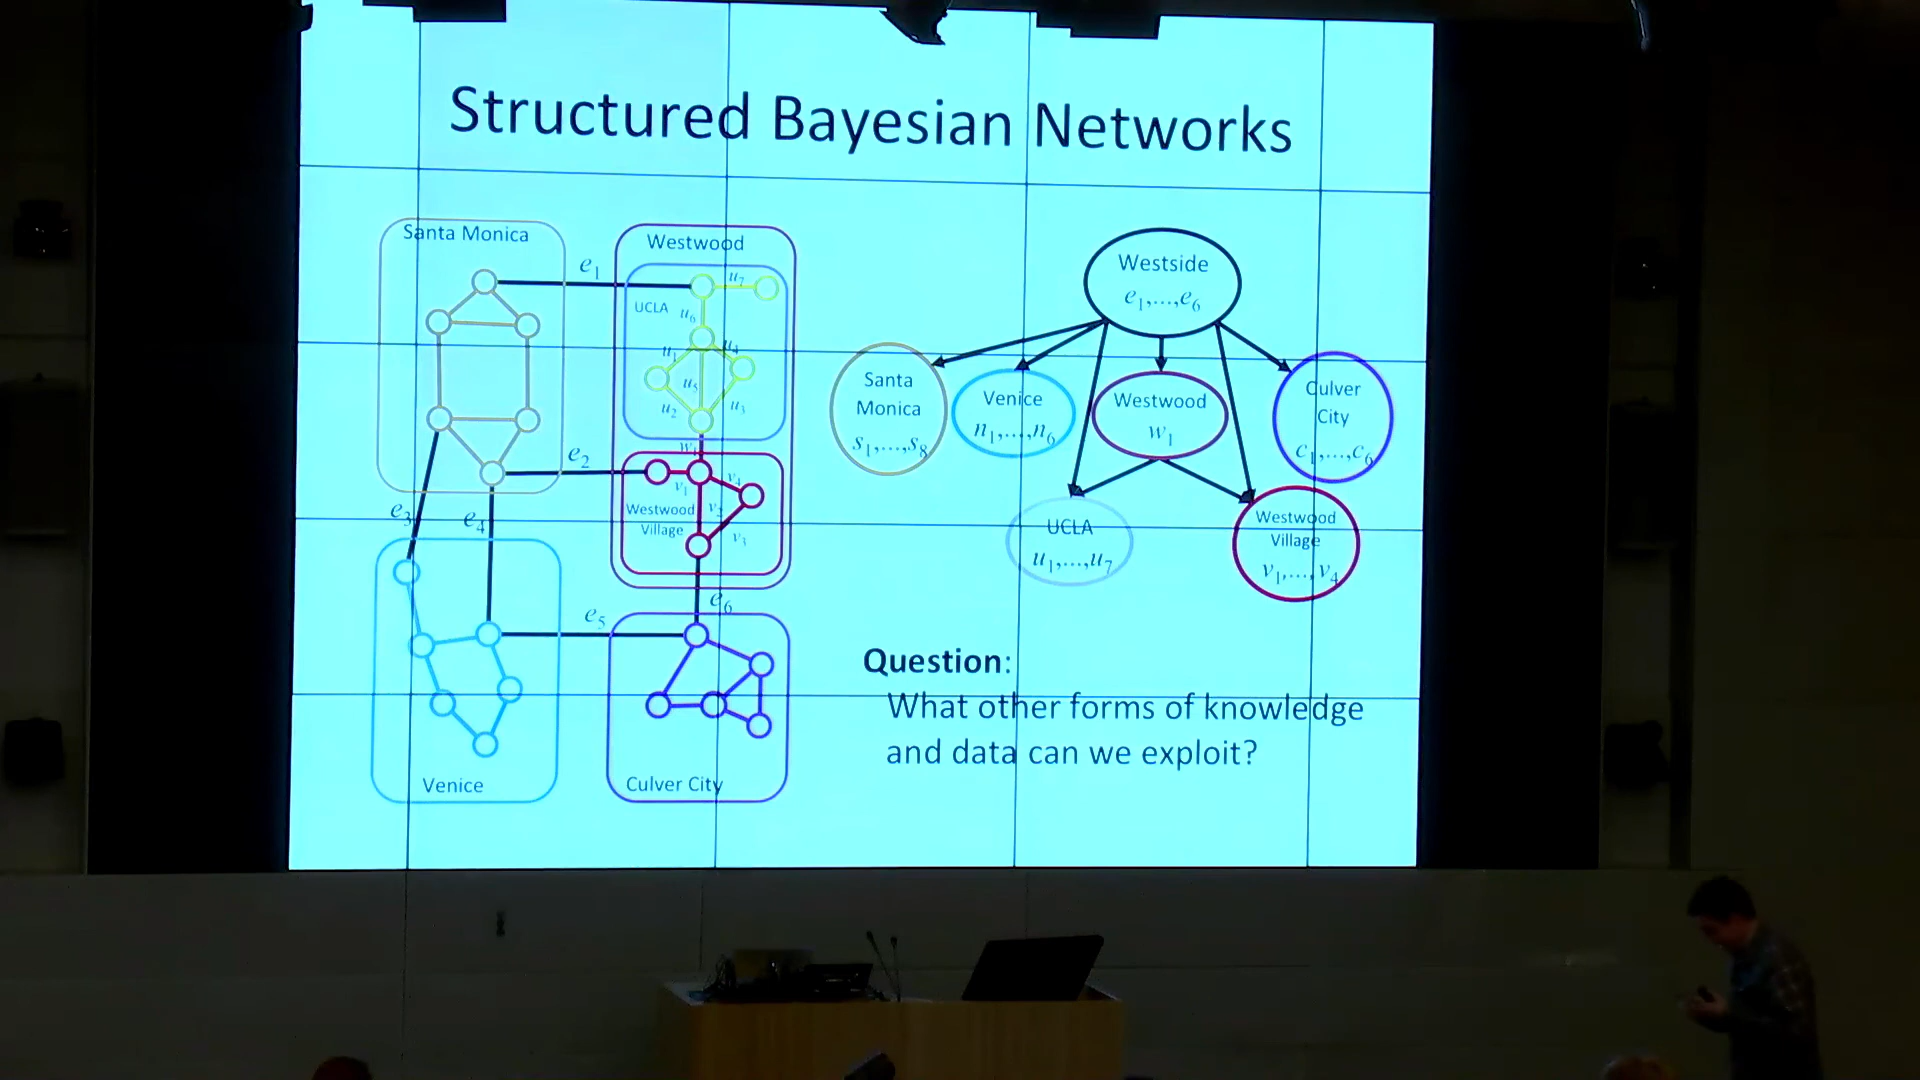 Structured Bayesian Networks
Santa Monica
Westwood
e1
u7
UCLA
u6
u1
u4
u5
u2
u3
w1
e2
v1
v4
Westwood
Village
v2
v3
e3
e4
e6
e5
Venice
Culver City
Westside
e1,...,e6
Santa
Monica
s1,...,s8
Venice
n1,...,n6
Westwood
w1
Culver
City
c1,...,c6
UCLA
u1,...,u7
Westwood
Village
v1,..., v4
Question:
What other forms of knowledge
and data can we exploit?